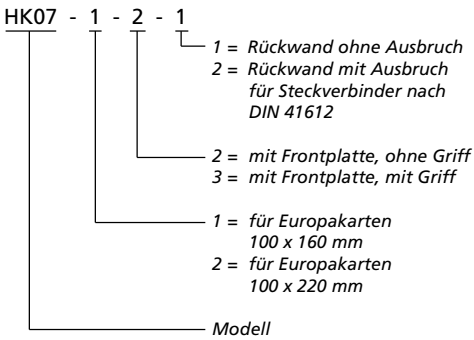 HK07 - 1 - 2 - 1
1 = Rückwand ohne Ausbruch
2 = Rückwand mit Ausbruch
für Steckverbinder nach
DIN 41612
2 = mit Frontplatte, ohne Griff
3 = mit Frontplatte, mit Griff
1 = für Europakarten
100 x 160 mm
2 = für Europakarten
100 x 220 mm
Modell